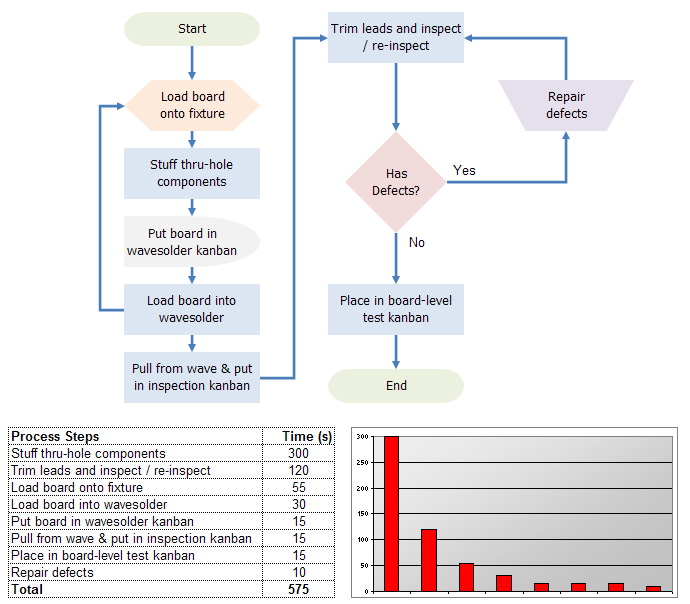 Start
Load board
onto fixture
Stuff thru-hole
components
Put board in
wavesolder kanban
Load board into
wavesolder
Pull from wave & put
in inspection kanban
Trim leads and inspect
/ re-inspect
Repair
defects
Has
Defects?
Yes
No
Place in board-level
test kanban
End
Process Steps Time (s)
Stuff thru-hole components 300
Trim leads and inspect / re-inspect 120
Load board onto fixture 55
Load board into wavesolder 30
Put board in wavesolder kanban 15
Pull from wave & put in inspection kanban 15
Place in board-level test kanban 15
Repair defects 10
Total 575
300
250
200
150
100
50
0